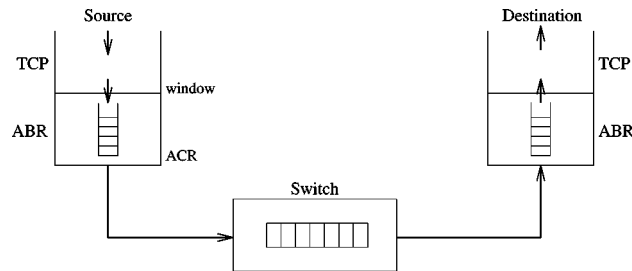 Source
Destination
TCP
TCP
window
ABR
ABR
ACR
Switch